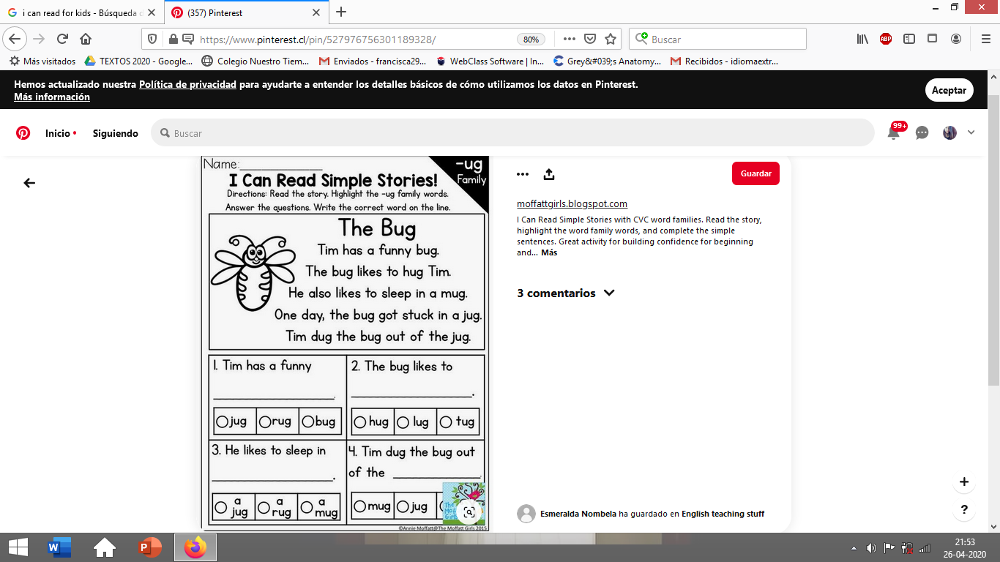 i can read for kids - Búsqueda d
(357) Pinterest
https://www.pinterest.cl/pin/527976756301189328/
80%
Buscar
Más visitados
TEXTOS 2020 - Google...
Colegio Nuestro Tiem...
Enviados - francisca29...
WebClass Software | In...
Grey&#039;s Anatomy...
Recibidos - idiomaextr...
Hemos actualizado nuestra Política de privacidad para ayudarte a entender los detalles básicos de cómo utilizamos los datos en Pinterest.
Más información
Aceptar
Inicio
Siguiendo
Buscar
99+
Name:
-ug
Family
I Can Read Simple Stories!
Directions: Read the story. Highlight the -ug family words.
Answer the questions. Write the correct word on the line.
The Bug
Tim has a funny bug.
The bug likes to hug Tim.
He also likes to sleep in a mug.
One day, the bug got stuck in a jug.
Tim dug the bug out of the jug.
1. Tim has a funny
jug rug bug
2. The bug likes to
hug lug tug
3. He likes to sleep in
a jug a rug a mug
4. Tim dug the bug out
of the
mug jug
©Annie Moffatt@The Moffatt Girls 2015
Guardar
moffattgirls.blogspot.com
I Can Read Simple Stories with CVC word families. Read the story,
highlight the word family words, and complete the simple
sentences. Great activity for building confidence for beginning
and... Más
3 comentarios
Esmeralda Nombela ha guardado en English teaching stuff
21:53
26-04-2020